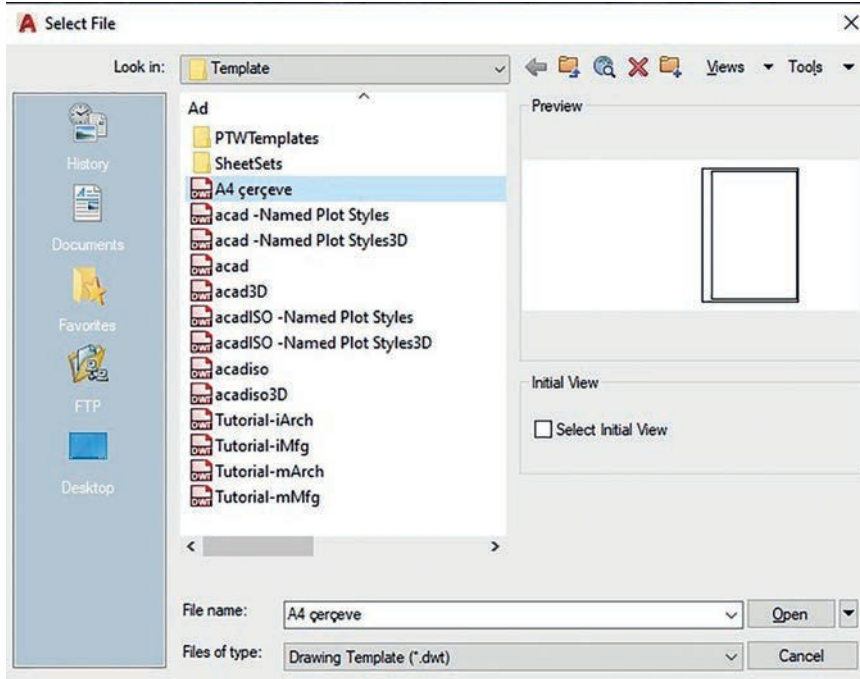 Select File
Look in:
Template
Views
Tools
History
Documents
Favorites
FTP
Desktop
Ad
PTWTemplates
SheetSets
A4 çerçeve
acad -Named Plot Styles
acad -Named Plot Styles3D
acad
acad3D
acadISO -Named Plot Styles
acadISO -Named Plot Styles3D
acadiso
acadiso3D
Tutorial-iArch
Tutorial-iMfg
Tutorial-mArch
Tutorial-mMfg
Preview
Initial View
Select Initial View
File name:
A4 çerçeve
Open
Files of type:
Drawing Template (*.dwt)
Cancel